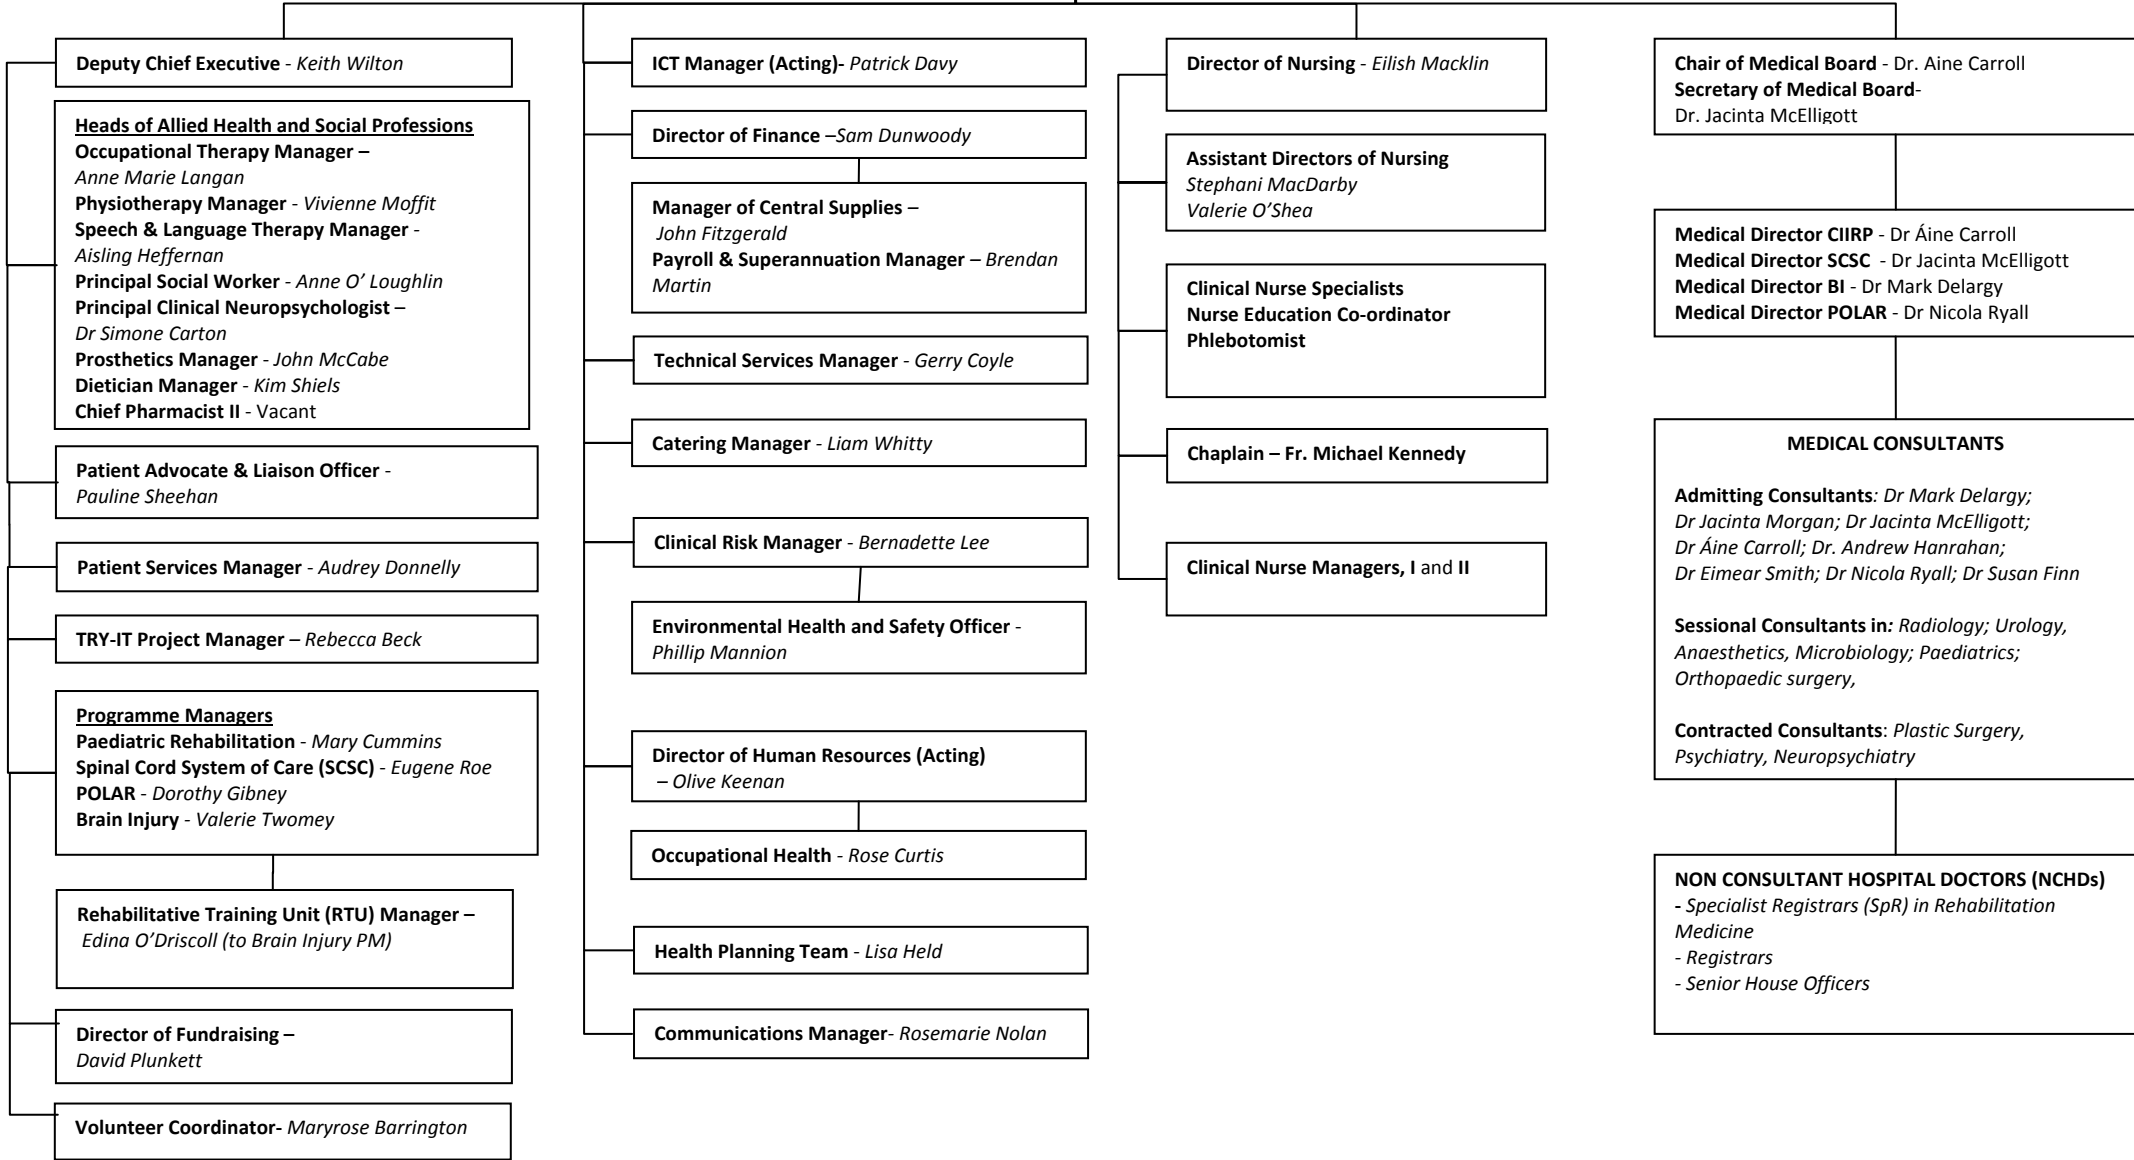 Deputy Chief Executive - Keith Wilton
Heads of Allied Health and Social Professions
Occupational Therapy Manager –
Anne Marie Langan
Physiotherapy Manager - Vivienne Moffit
Speech & Language Therapy Manager -
Aisling Heffernan
Principal Social Worker - Anne O' Loughlin
Principal Clinical Neuropsychologist –
Dr Simone Carton
Prosthetics Manager - John McCabe
Dietician Manager - Kim Shiels
Chief Pharmacist II - Vacant
Patient Advocate & Liaison Officer -
Pauline Sheehan
Patient Services Manager - Audrey Donnelly
TRY-IT Project Manager – Rebecca Beck
Programme Managers
Paediatric Rehabilitation - Mary Cummins
Spinal Cord System of Care (SCSC) - Eugene Roe
POLAR - Dorothy Gibney
Brain Injury - Valerie Twomey
Rehabilitative Training Unit (RTU) Manager –
Edina O'Driscoll (to Brain Injury PM)
Director of Fundraising –
David Plunkett
Volunteer Coordinator- Maryrose Barrington
ICT Manager (Acting)- Patrick Davy
Director of Finance –Sam Dunwoody
Manager of Central Supplies –
John Fitzgerald
Payroll & Superannuation Manager – Brendan
Martin
Technical Services Manager - Gerry Coyle
Catering Manager - Liam Whitty
Clinical Risk Manager - Bernadette Lee
Environmental Health and Safety Officer -
Phillip Mannion
Director of Human Resources (Acting)
– Olive Keenan
Occupational Health - Rose Curtis
Health Planning Team - Lisa Held
Communications Manager- Rosemarie Nolan
Director of Nursing - Eilish Macklin
Assistant Directors of Nursing
Stephani MacDarby
Valerie O'Shea
Clinical Nurse Specialists
Nurse Education Co-ordinator
Phlebotomist
Chaplain – Fr. Michael Kennedy
Clinical Nurse Managers, I and II
Chair of Medical Board - Dr. Aine Carroll
Secretary of Medical Board-
Dr. Jacinta McElligott
Medical Director CIIRP - Dr Áine Carroll
Medical Director SCSC - Dr Jacinta McElligott
Medical Director BI - Dr Mark Delargy
Medical Director POLAR - Dr Nicola Ryall
MEDICAL CONSULTANTS
Admitting Consultants: Dr Mark Delargy;
Dr Jacinta Morgan; Dr Jacinta McElligott;
Dr Áine Carroll; Dr. Andrew Hanrahan;
Dr Eimear Smith; Dr Nicola Ryall; Dr Susan Finn
Sessional Consultants in: Radiology; Urology,
Anaesthetics, Microbiology; Paediatrics;
Orthopaedic surgery,
Contracted Consultants: Plastic Surgery,
Psychiatry, Neuropsychiatry
NON CONSULTANT HOSPITAL DOCTORS (NCHDs)
- Specialist Registrars (SpR) in Rehabilitation
Medicine
- Registrars
- Senior House Officers